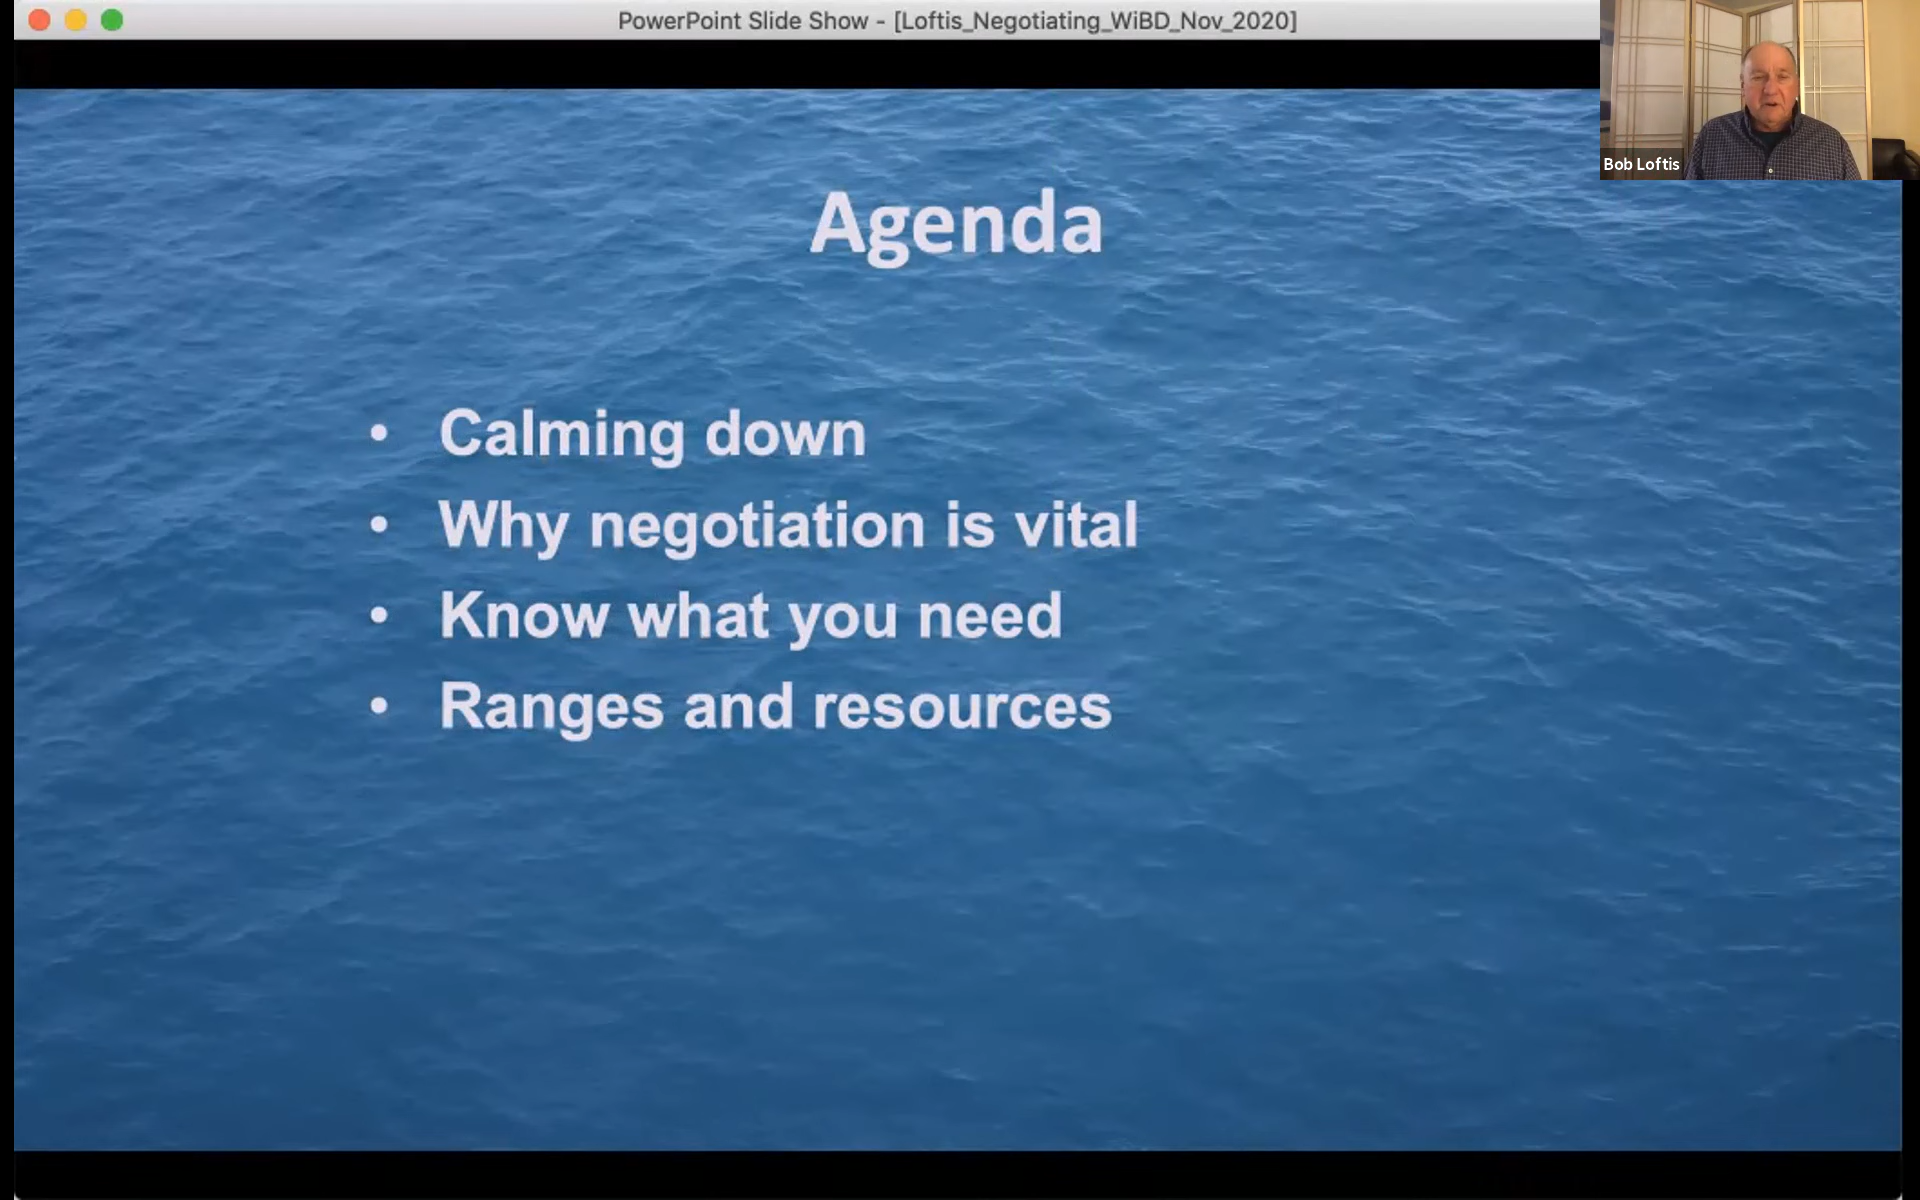 PowerPoint Slide Show - [Loftis_Negotiating_WiBD_Nov_2020]
Bob Loftis
Agenda
• Calming down
• Why negotiation is vital
• Know what you need
• Ranges and resources